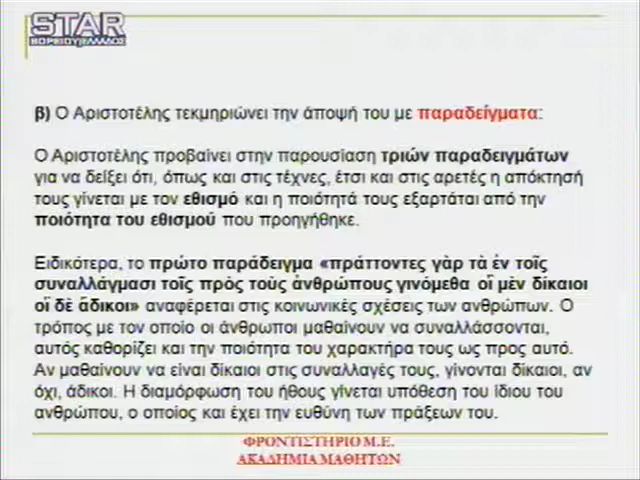 STAR
ΒΟΡΕΙΟΥ ΕΛΛΑΔΟΣ
β) Ο Αριστοτέλης τεκμηριώνει την άποψή του με παραδείγματα:
Ο Αριστοτέλης προβαίνει στην παρουσίαση τριών παραδειγμάτων
για να δείξει ότι, όπως και στις τέχνες, έτσι και στις αρετές η απόκτησή
τους γίνεται με τον εθισμό και η ποιότητά τους εξαρτάται από την
ποιότητα του εθισμού που προηγήθηκε.
Ειδικότερα, το πρώτο παράδειγμα «πράττοντες γὰρ τὰ ἐν τοῖς
συναλλάγμασι τοῖς πρὸς τοὺς ἀνθρώπους γινόμεθα οἳ μὲν δίκαιοι
οἳ δὲ ἄδικοι» αναφέρεται στις κοινωνικές σχέσεις των ανθρώπων. Ο
τρόπος με τον οποίο οι άνθρωποι μαθαίνουν να συναλλάσσονται,
αυτός καθορίζει και την ποιότητα του χαρακτήρα τους ως προς αυτό.
Αν μαθαίνουν να είναι δίκαιοι στις συναλλαγές τους, γίνονται δίκαιοι, αν
όχι, άδικοι. Η διαμόρφωση του ήθους γίνεται υπόθεση του ίδιου του
ανθρώπου, ο οποίος και έχει την ευθύνη των πράξεων του.
ΦΡΟΝΤΙΣΤΗΡΙΟ Μ.Ε.
ΑΚΑΔΗΜΙΑ ΜΑΘΗΤΩΝ